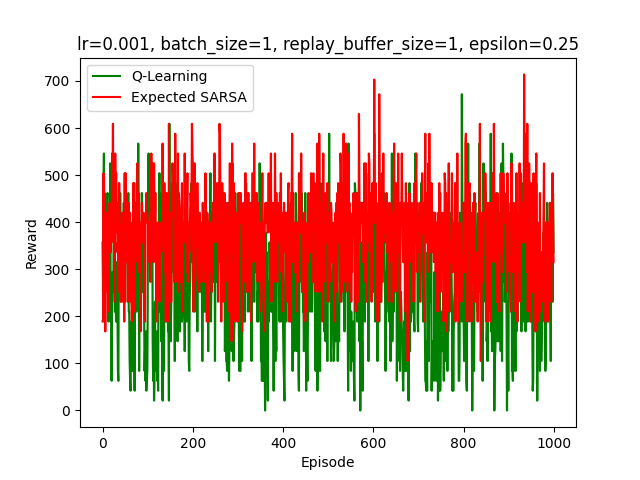 lr=0.001, batch_size=1, replay_buffer_size=1, epsilon=0.25
Q-Learning
Expected SARSA
700
600
500
400
300
200
100
0
Reward
0
200
400
600
800
1000
Episode